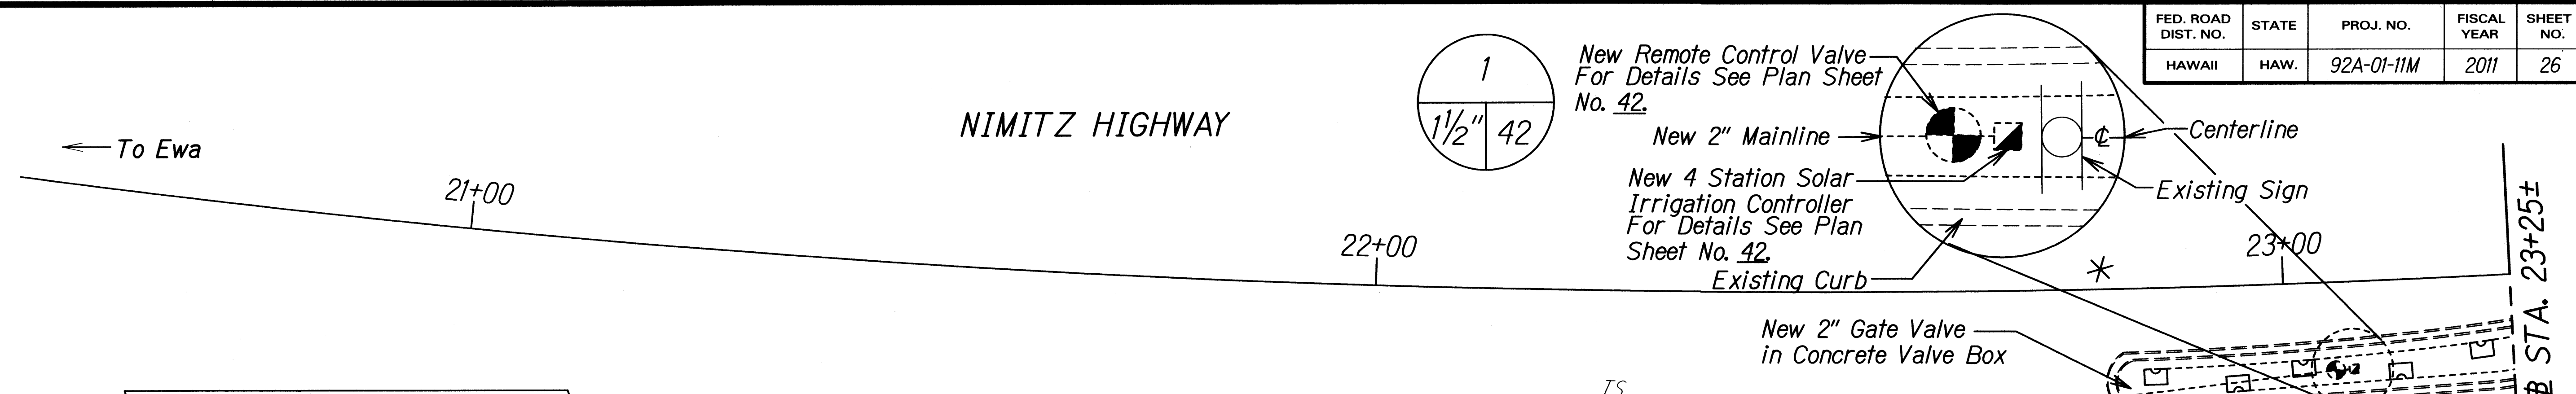 FED. ROAD DIST. NO. STATE PROJ. NO. FISCAL YEAR SHEET NO.
HAWAII HAW. 92A-01-11M 2011 26
NIMITZ HIGHWAY
To Ewa
1
1½" 42
New Remote Control Valve
For Details See Plan Sheet
No. 42.
New 2" Mainline
New 4 Station Solar
Irrigation Controller
For Details See Plan
Sheet No. 42.
Existing Curb
℄
Centerline
Existing Sign
21+00
22+00
23+00
*
New 2" Gate Valve
in Concrete Valve Box
TS
STA. 23+25±